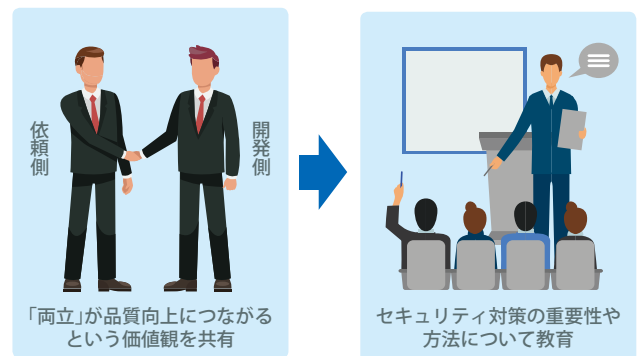 依頼側
開発側
「両立」が品質向上につながる
という価値観を共有
セキュリティ対策の重要性や
方法について教育